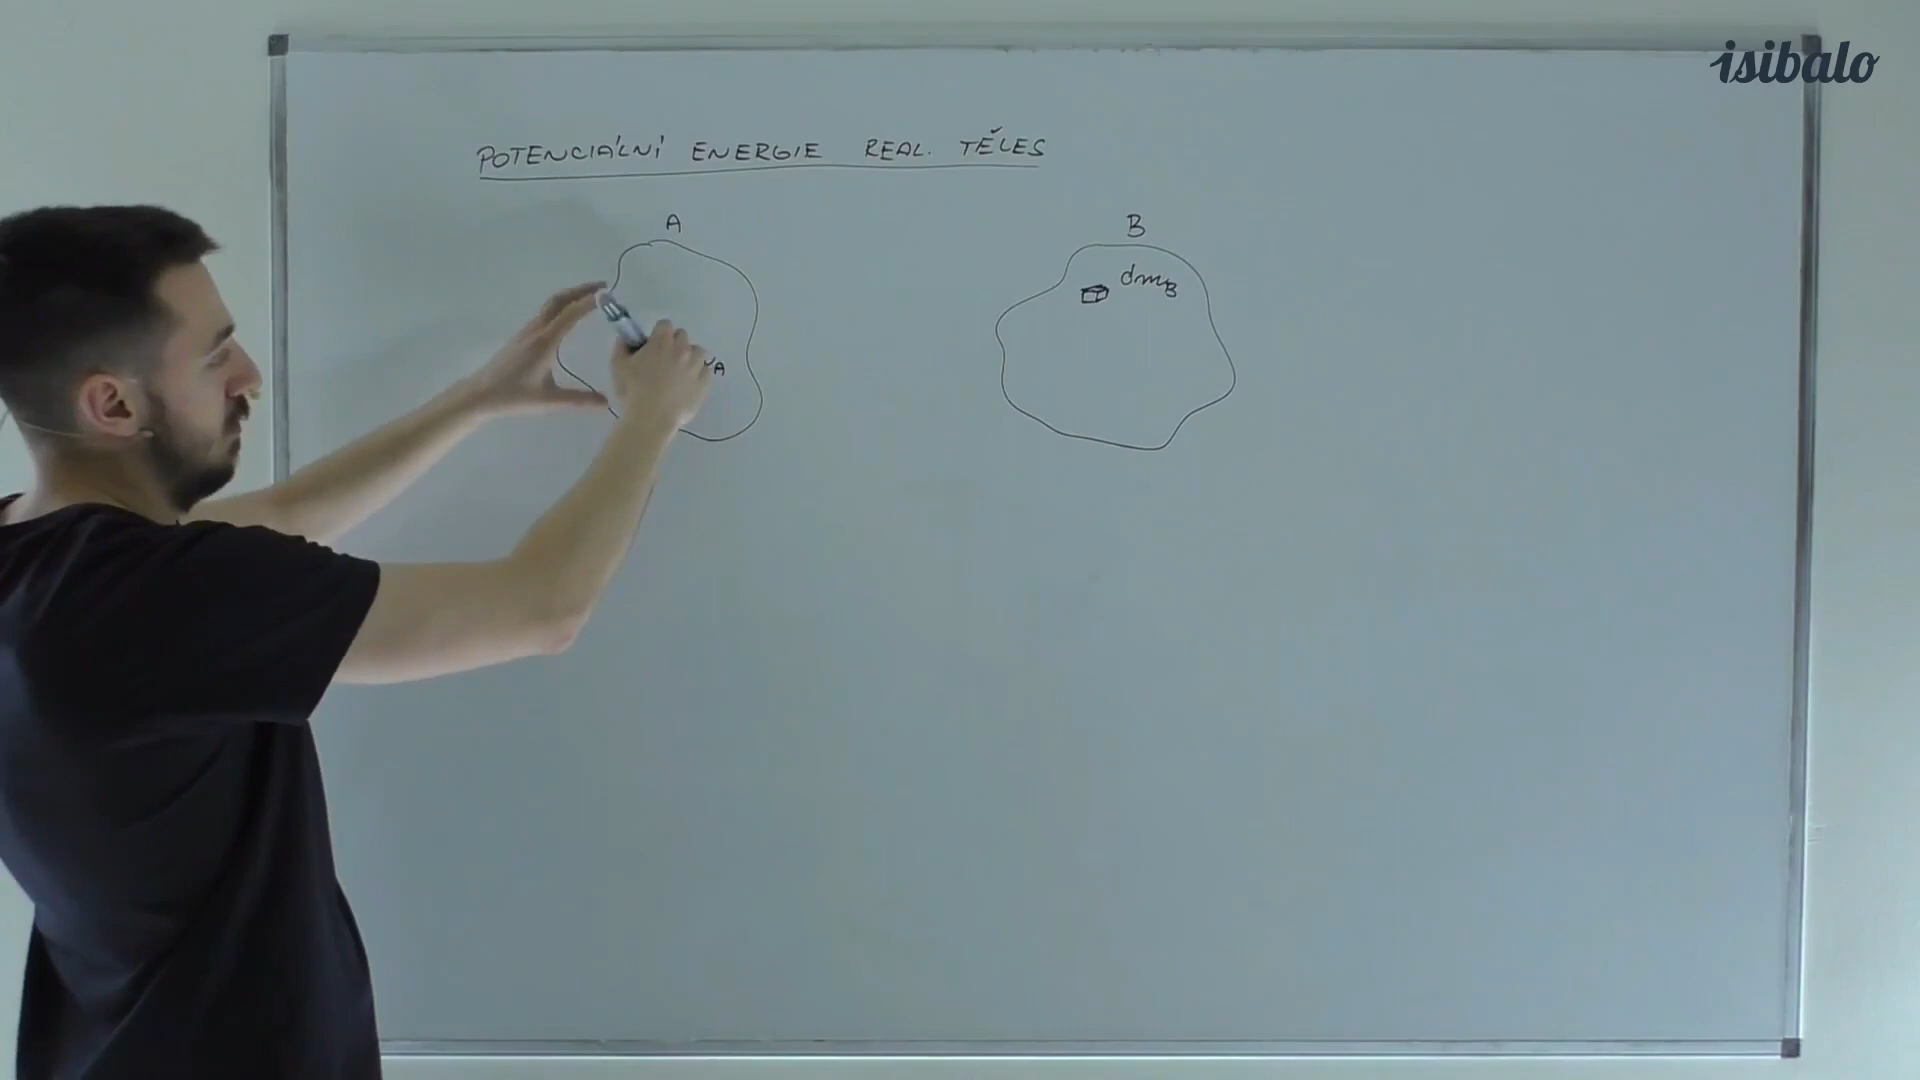 isibalo
POTENCIÁLNÍ ENERGIE REAL. TĚLES
A
B
dmB
A